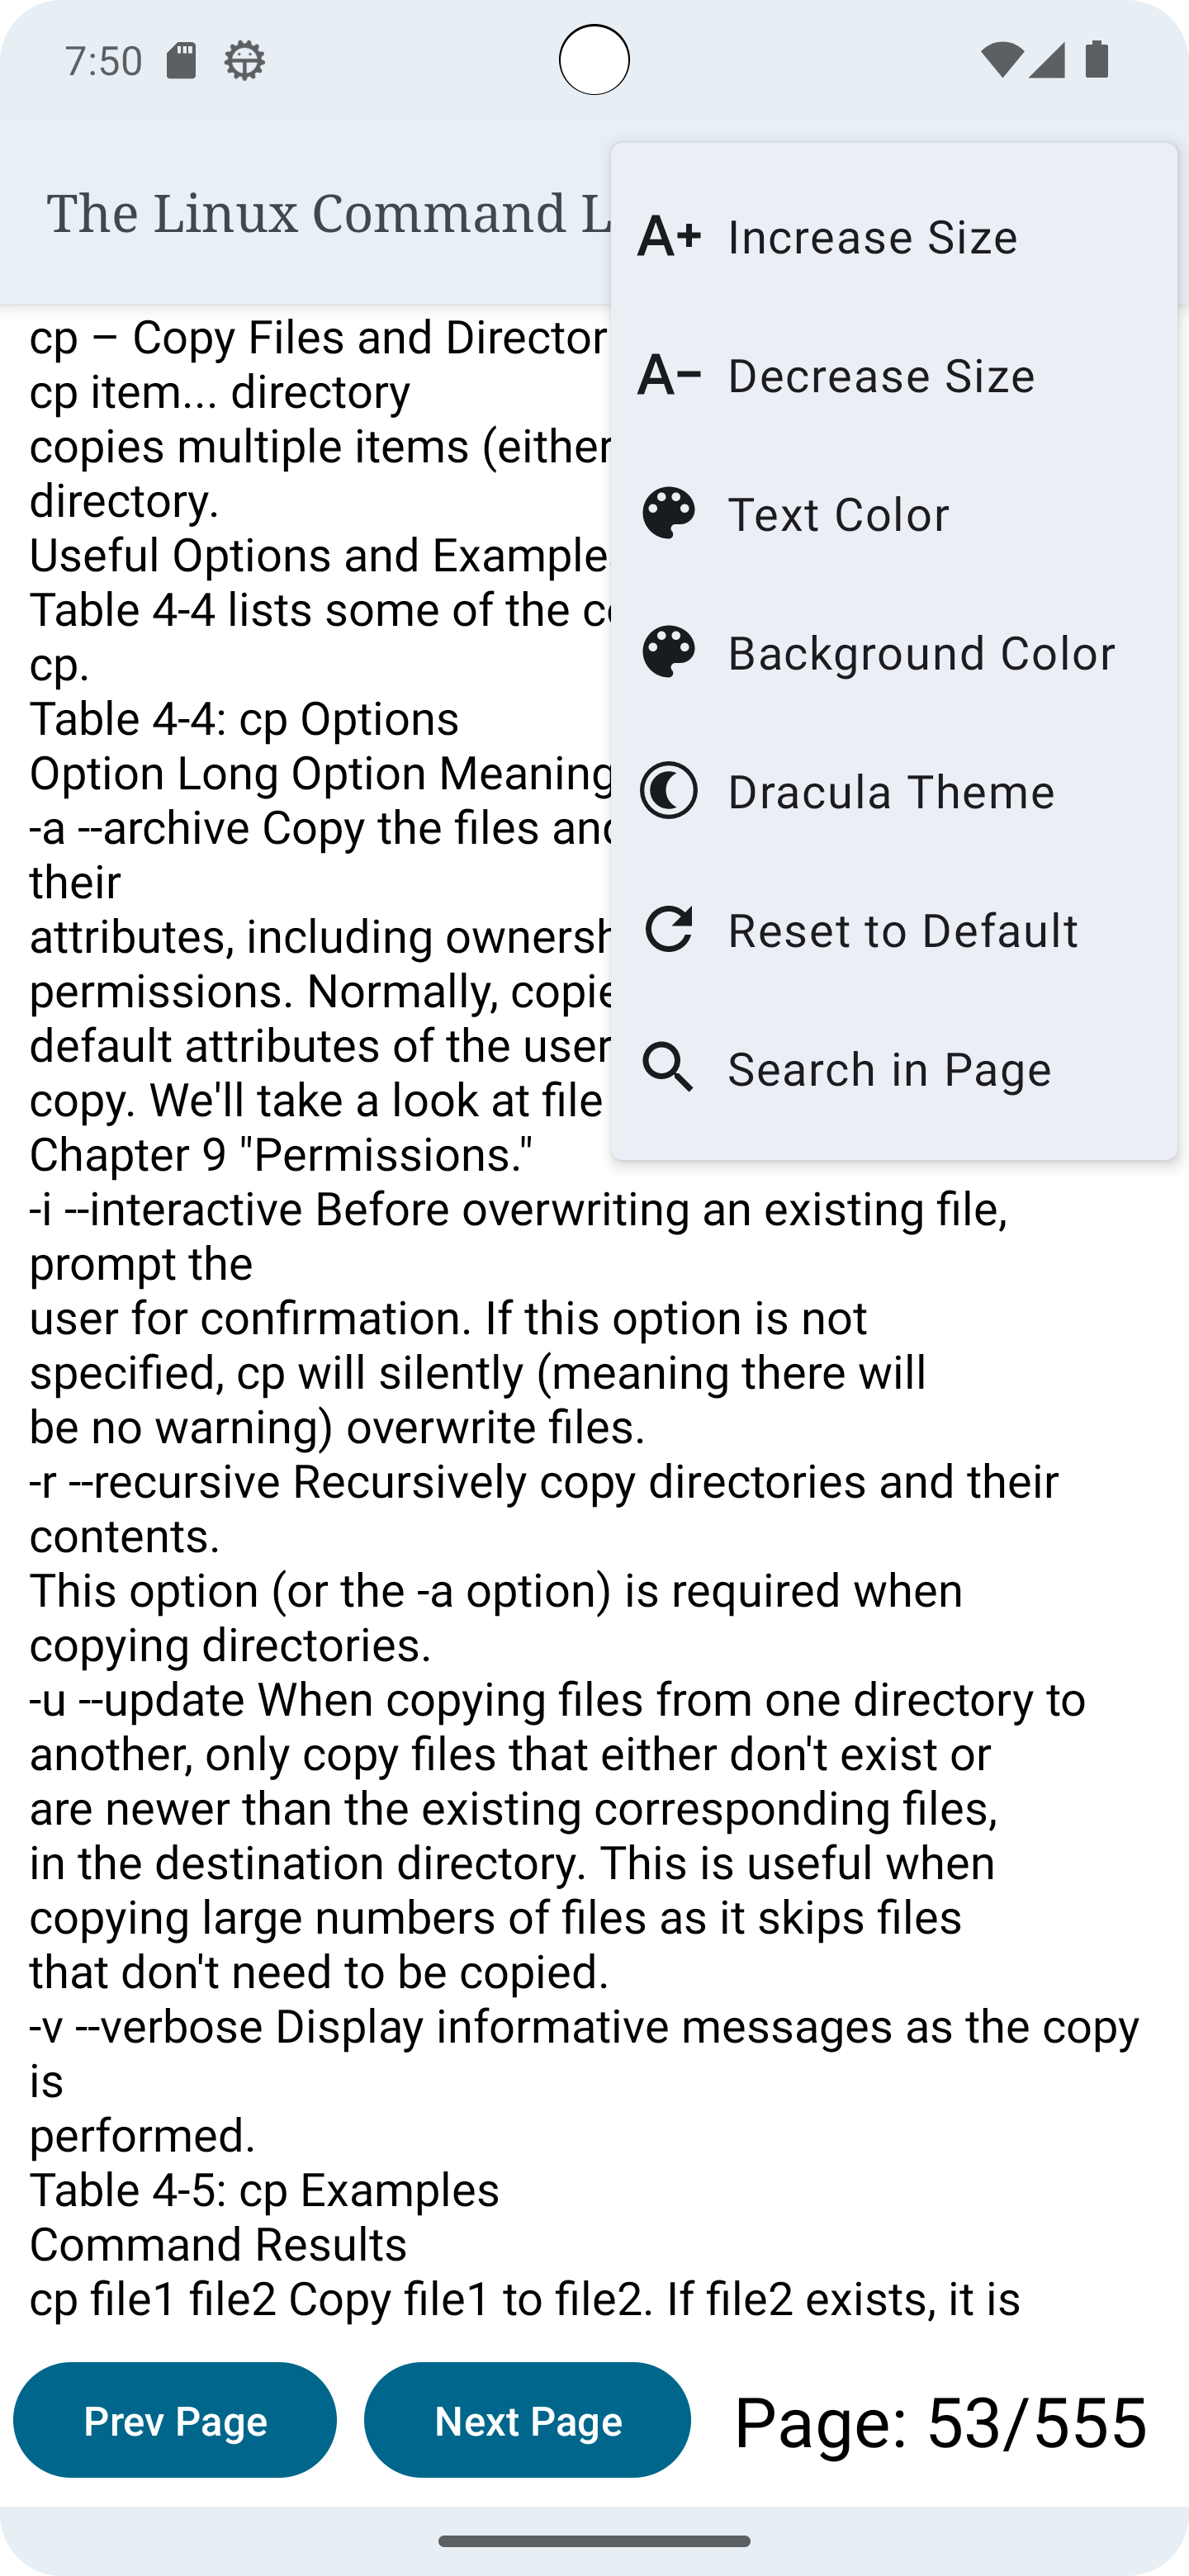 7:50
The Linux Command L
Increase Size
Decrease Size
Text Color
Background Color
Dracula Theme
Reset to Default
Search in Page
cp – Copy Files and Director
cp item... directory
copies multiple items (either
directory.
Useful Options and Example
Table 4-4 lists some of the c
cp.
Table 4-4: cp Options
Option Long Option Meaning
-a --archive Copy the files and
their
attributes, including ownersh
permissions. Normally, copie
default attributes of the user
copy. We'll take a look at file
Chapter 9 "Permissions."
-i --interactive Before overwriting an existing file,
prompt the
user for confirmation. If this option is not
specified, cp will silently (meaning there will
be no warning) overwrite files.
-r --recursive Recursively copy directories and their
contents.
This option (or the -a option) is required when
copying directories.
-u --update When copying files from one directory to
another, only copy files that either don't exist or
are newer than the existing corresponding files,
in the destination directory. This is useful when
copying large numbers of files as it skips files
that don't need to be copied.
-v --verbose Display informative messages as the copy
is
performed.
Table 4-5: cp Examples
Command Results
cp file1 file2 Copy file1 to file2. If file2 exists, it is
Prev Page
Next Page
Page: 53/555